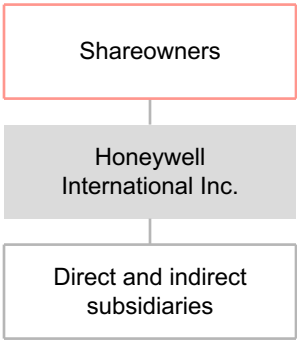 Shareowners
Honeywell
International Inc.
Direct and indirect
subsidiaries